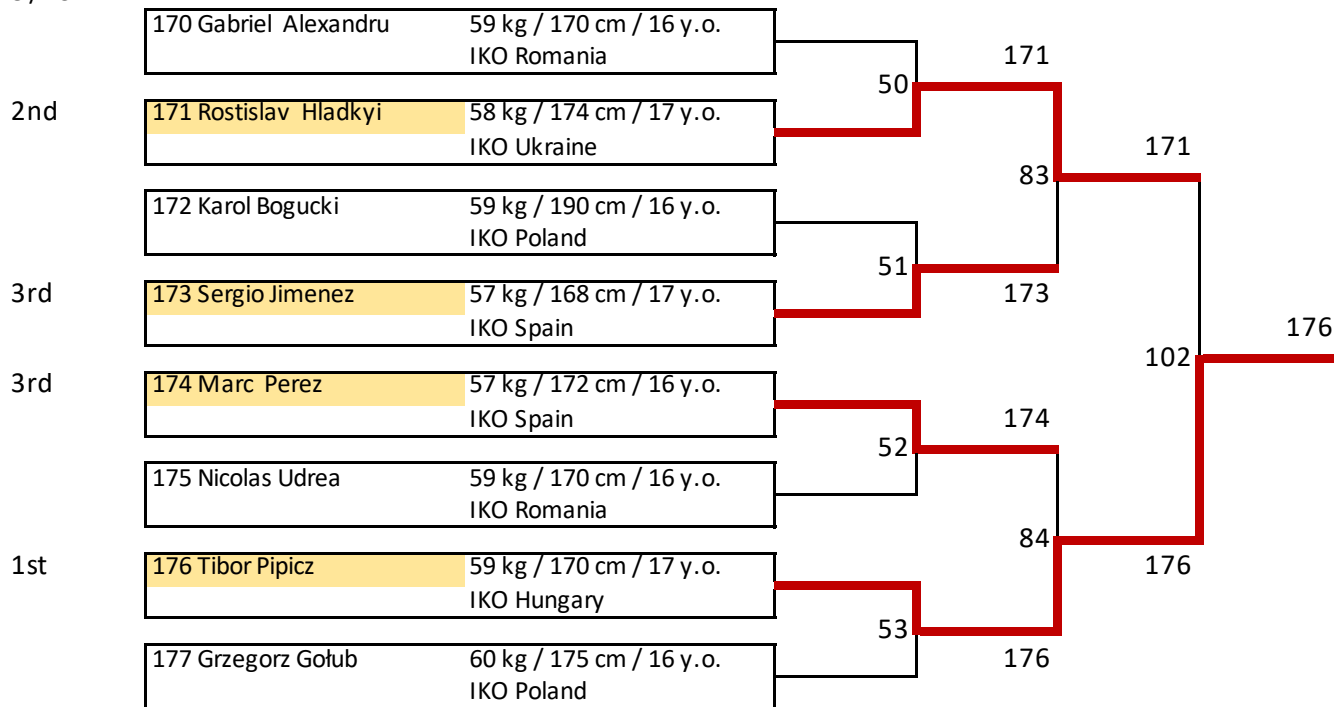 170 Gabriel Alexandru 59 kg / 170 cm / 16 y.o.
IKO Romania
171
50
2nd 171 Rostislav Hladkyi 58 kg / 174 cm / 17 y.o.
IKO Ukraine
171
83
172 Karol Bogucki 59 kg / 190 cm / 16 y.o.
IKO Poland
51
3rd 173 Sergio Jimenez 57 kg / 168 cm / 17 y.o.
173
IKO Spain
176
102
3rd 174 Marc Perez 57 kg / 172 cm / 16 y.o.
IKO Spain
174
52
175 Nicolas Udrea 59 kg / 170 cm / 16 y.o.
IKO Romania
84
1st 176 Tibor Pipicz 59 kg / 170 cm / 17 y.o.
176
IKO Hungary
53
176
177 Grzegorz Gołub 60 kg / 175 cm / 16 y.o.
IKO Poland